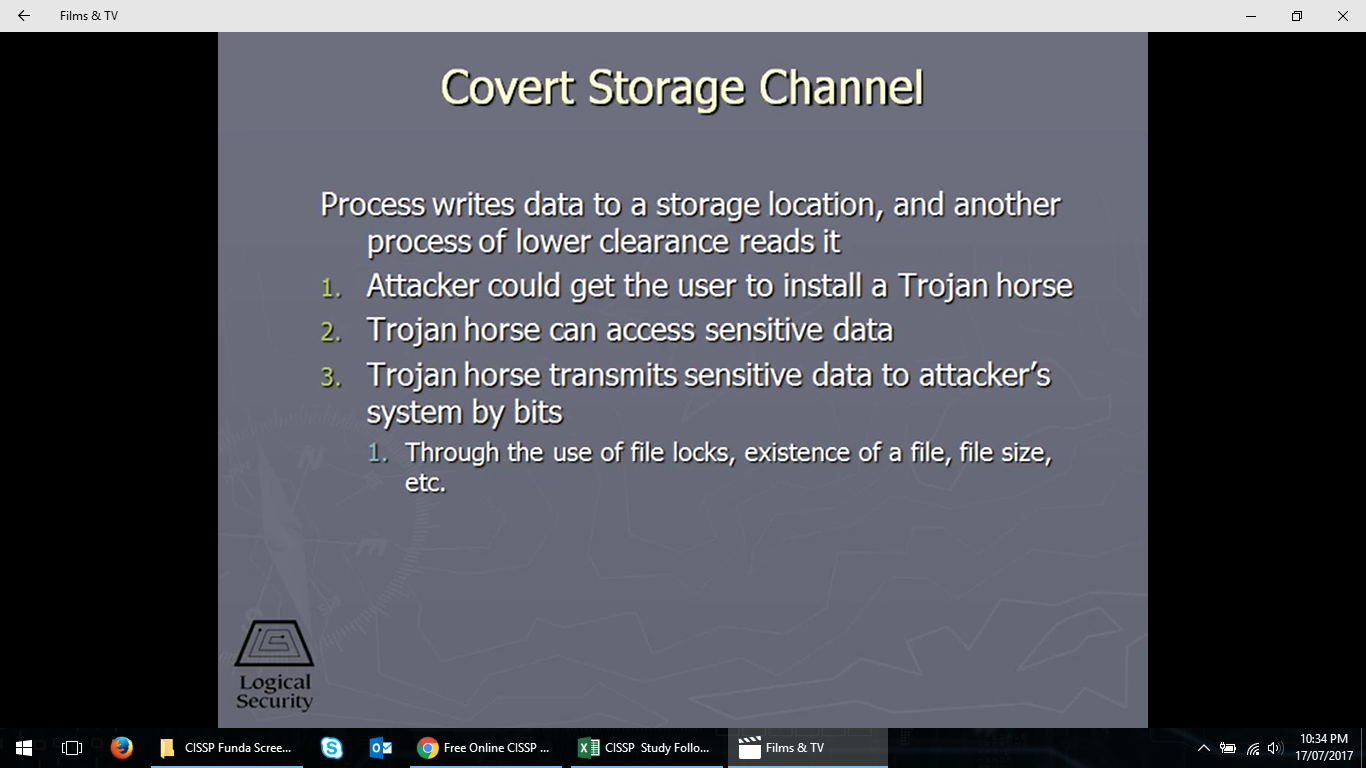 Films & TV
Covert Storage Channel
Process writes data to a storage location, and another
process of lower clearance reads it
1. Attacker could get the user to install a Trojan horse
2. Trojan horse can access sensitive data
3. Trojan horse transmits sensitive data to attacker's
system by bits
1. Through the use of file locks, existence of a file, file size,
etc.
Logical
Security
CISSP Funda Scree... Free Online CISSP ... CISSP Study Follo... Films & TV
10:34 PM
17/07/2017